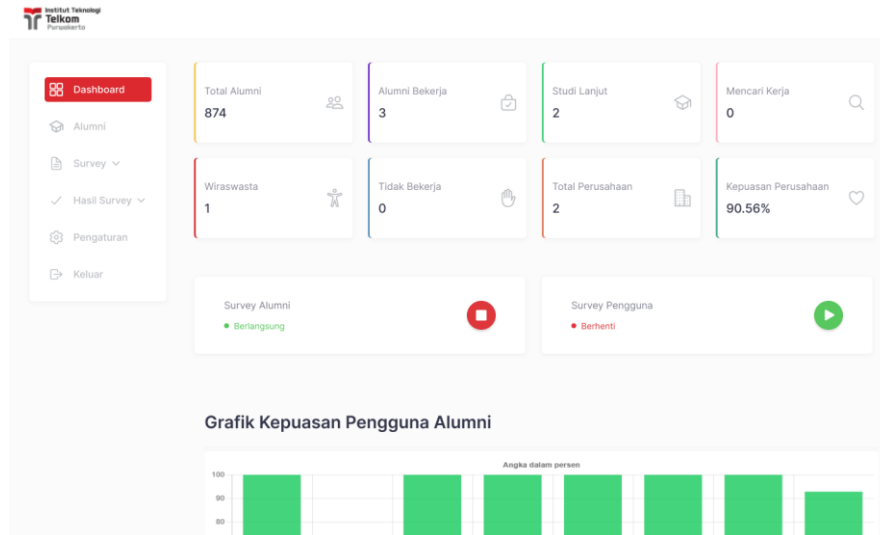 Institut Teknologi
Telkom
Purwokerto
Dashboard
Alumni
Survey
Hasil Survey
Pengaturan
Keluar
Total Alumni
874
Alumni Bekerja
3
Studi Lanjut
2
Mencari Kerja
0
Wiraswasta
1
Tidak Bekerja
0
Total Perusahaan
2
Kepuasan Perusahaan
90.56%
Survey Alumni
Berlangsung
Survey Pengguna
Berhenti
Grafik Kepuasan Pengguna Alumni
Angka dalam persen
100
90
80